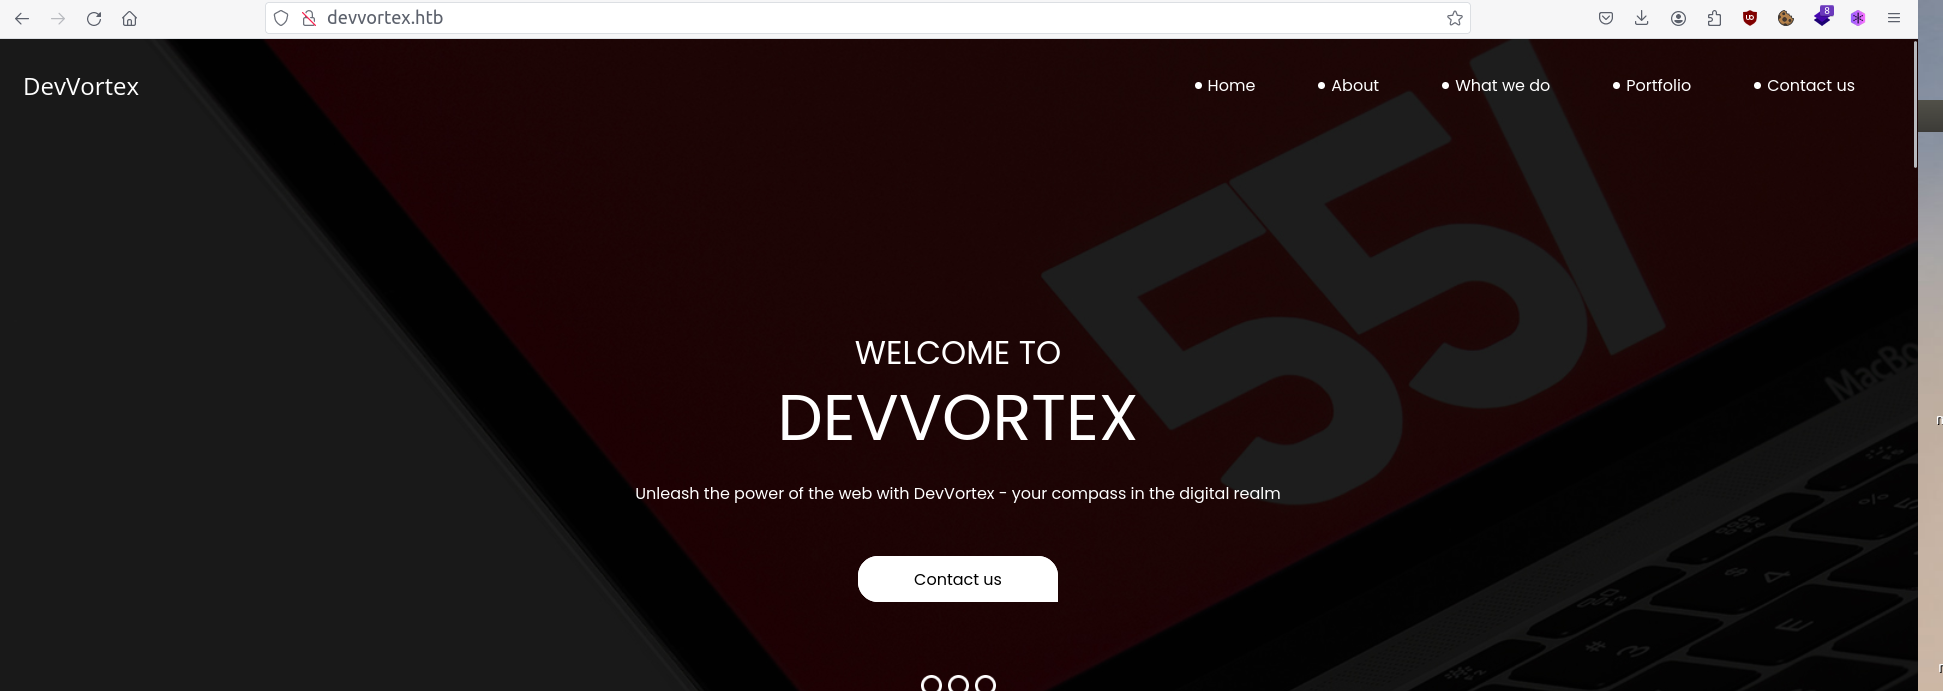 devvortex.htb
8
DevVortex
Home
About
What we do
Portfolio
Contact us
WELCOME TO
DEVVORTEX
Unleash the power of the web with DevVortex - your compass in the digital realm
Contact us